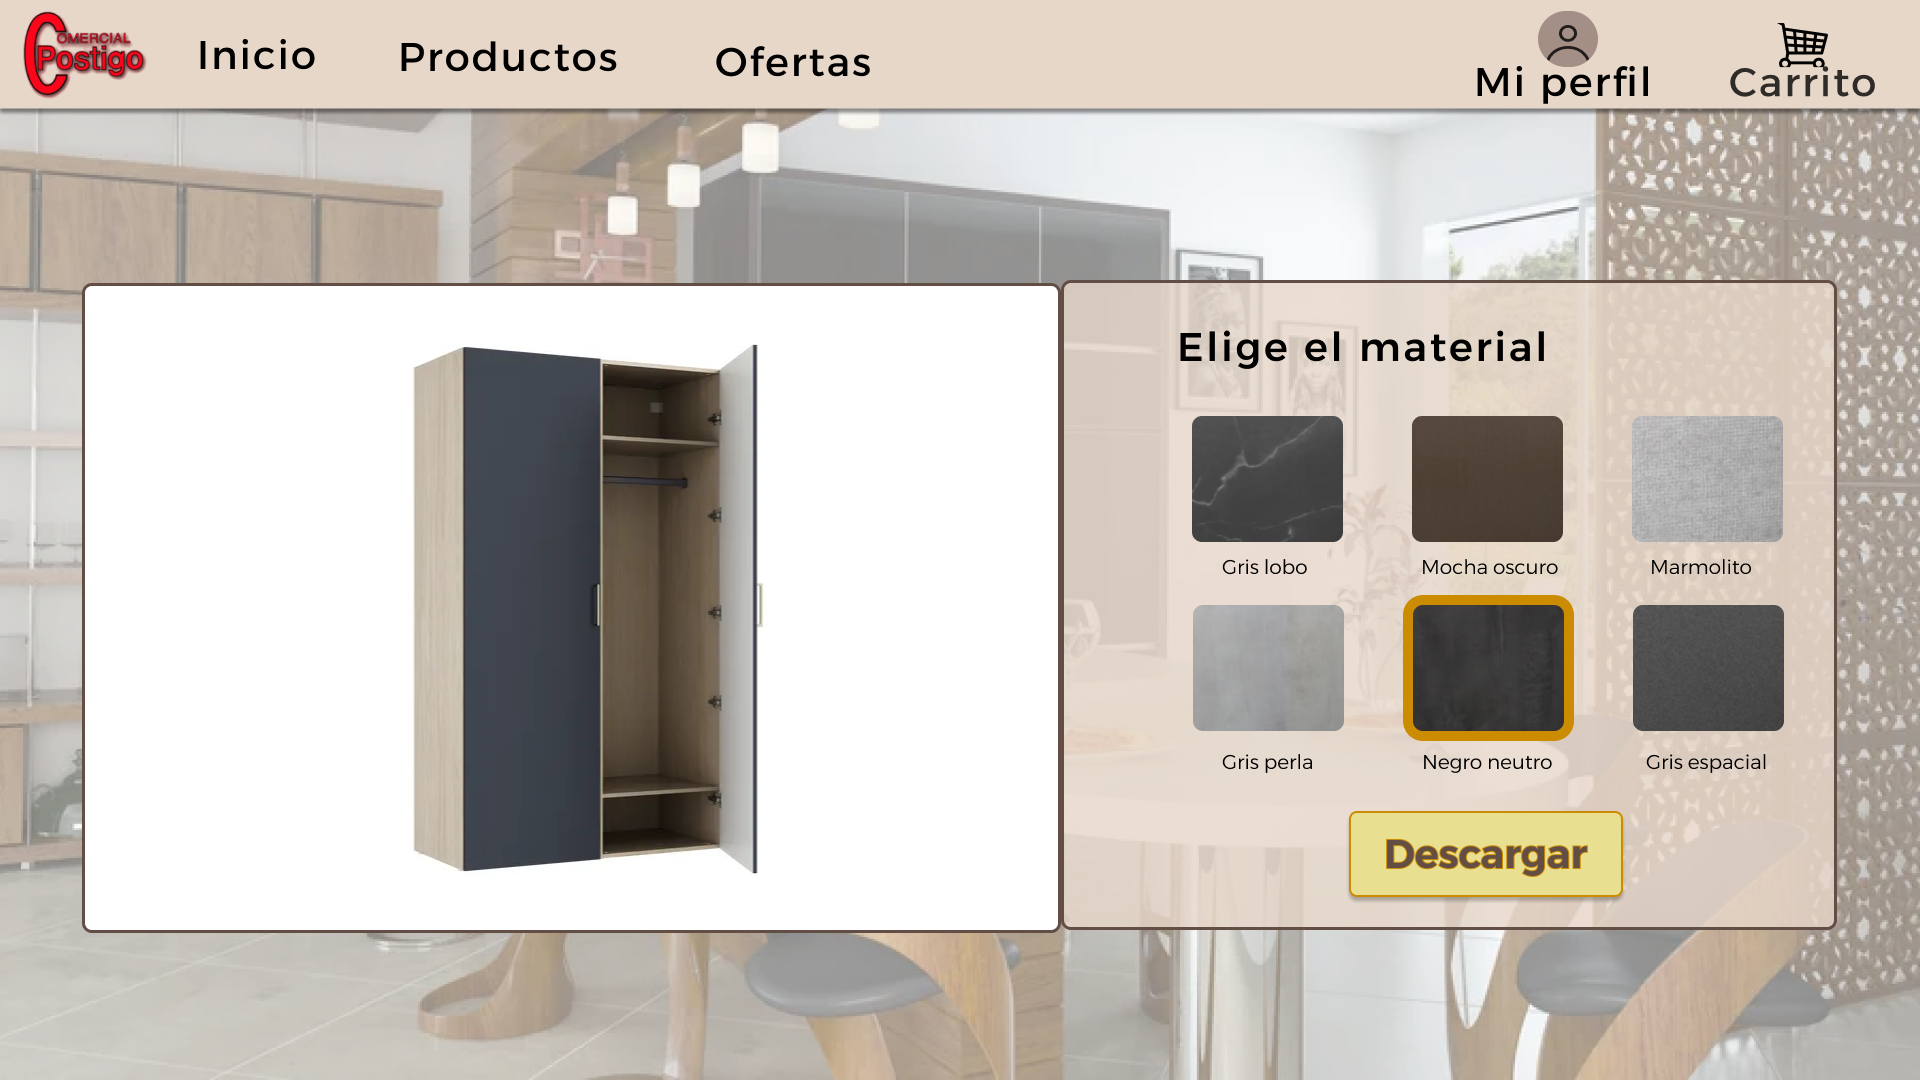 COMERCIAL
Postigo
Inicio
Productos
Ofertas
Mi perfil
Carrito
Elige el material
Gris lobo
Mocha oscuro
Marmolito
Gris perla
Negro neutro
Gris espacial
Descargar